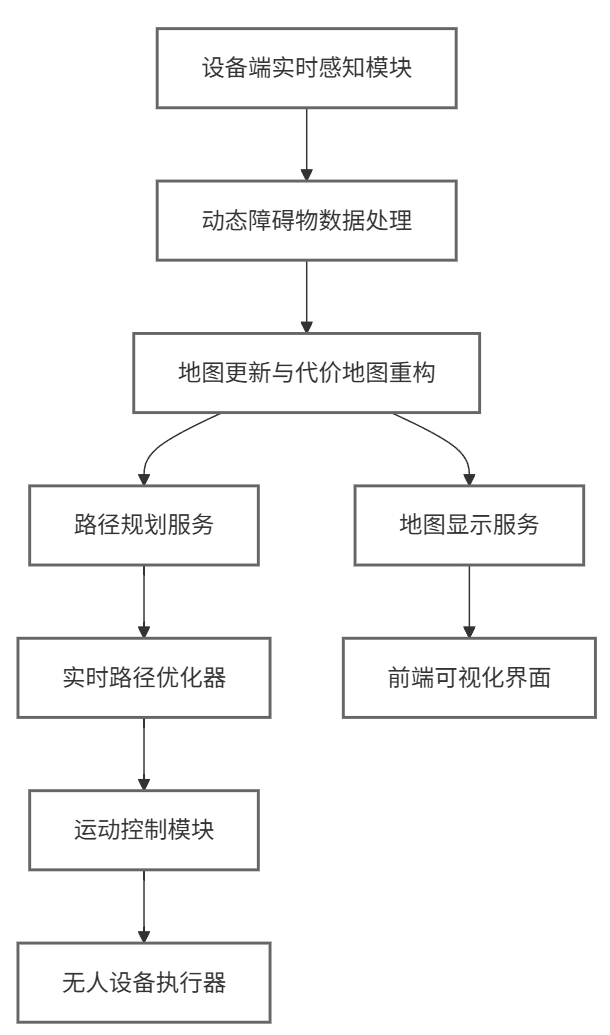 设备端实时感知模块
动态障碍物数据处理
地图更新与代价地图重构
路径规划服务
地图显示服务
实时路径优化器
前端可视化界面
运动控制模块
无人设备执行器